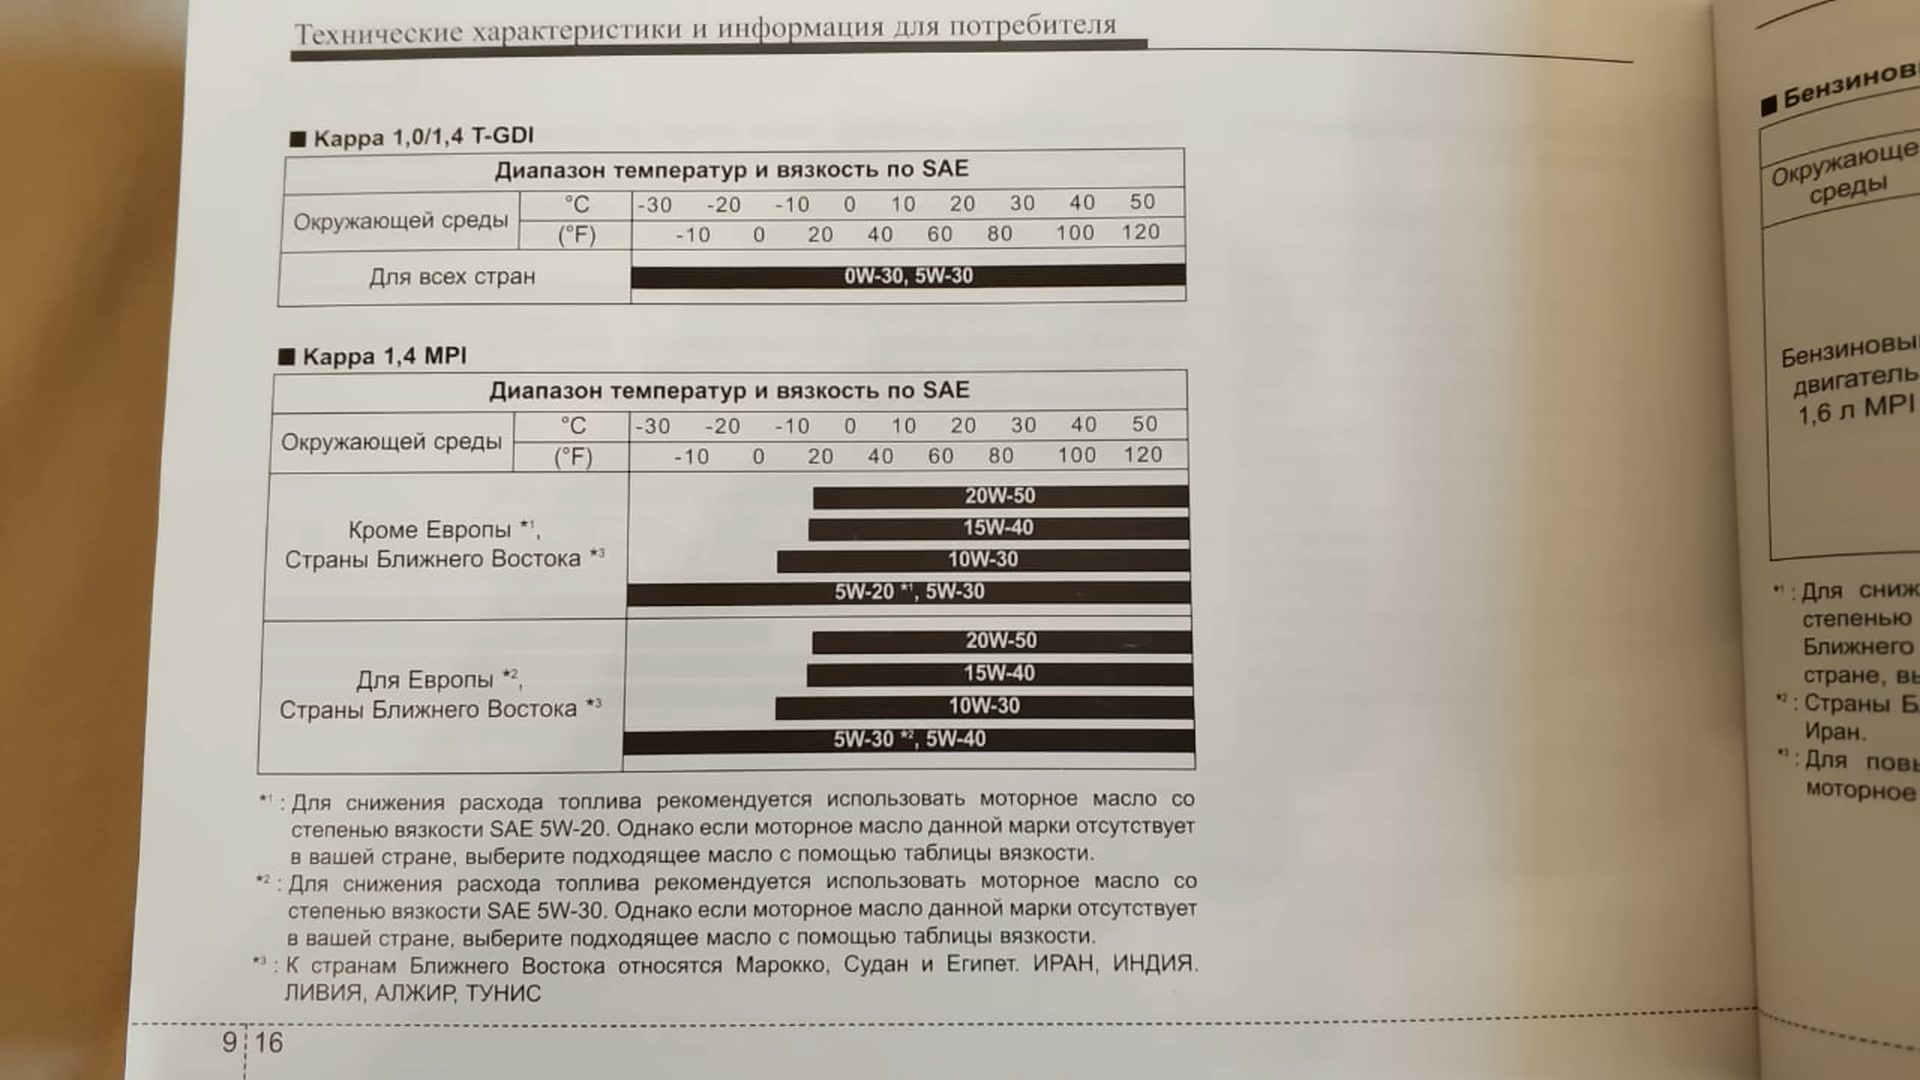 Технические характеристики и информация для потребителя
■ Kappa 1,0/1,4 T-GDI
Диапазон температур и вязкость по SAE
Окружающей среды
°C -30 -20 -10 0 10 20 30 40 50
(°F) -10 0 20 40 60 80 100 120
Для всех стран
0W-30, 5W-30
■ Kappa 1,4 MPI
Диапазон температур и вязкость по SAE
Окружающей среды
°C -30 -20 -10 0 10 20 30 40 50
(°F) -10 0 20 40 60 80 100 120
Кроме Европы *1,
Страны Ближнего Востока *3
20W-50
15W-40
10W-30
5W-20 *1, 5W-30
Для Европы *2,
Страны Ближнего Востока *3
20W-50
15W-40
10W-30
5W-30 *2, 5W-40
*1 : Для снижения расхода топлива рекомендуется использовать моторное масло со
степенью вязкости SAE 5W-20. Однако если моторное масло данной марки отсутствует
в вашей стране, выберите подходящее масло с помощью таблицы вязкости.
*2 : Для снижения расхода топлива рекомендуется использовать моторное масло со
степенью вязкости SAE 5W-30. Однако если моторное масло данной марки отсутствует
в вашей стране, выберите подходящее масло с помощью таблицы вязкости.
*3 : К странам Ближнего Востока относятся Марокко, Судан и Египет. ИРАН, ИНДИЯ.
ЛИВИЯ, АЛЖИР, ТУНИС
9 16
■ Бензинов
Окружающе
среды
Бензиновы
двигатель
1,6 л MPI
*1 : Для сниж
степенью
Ближнего
стране, вы
*2 : Страны Б
Иран.
*3 : Для повы
моторное